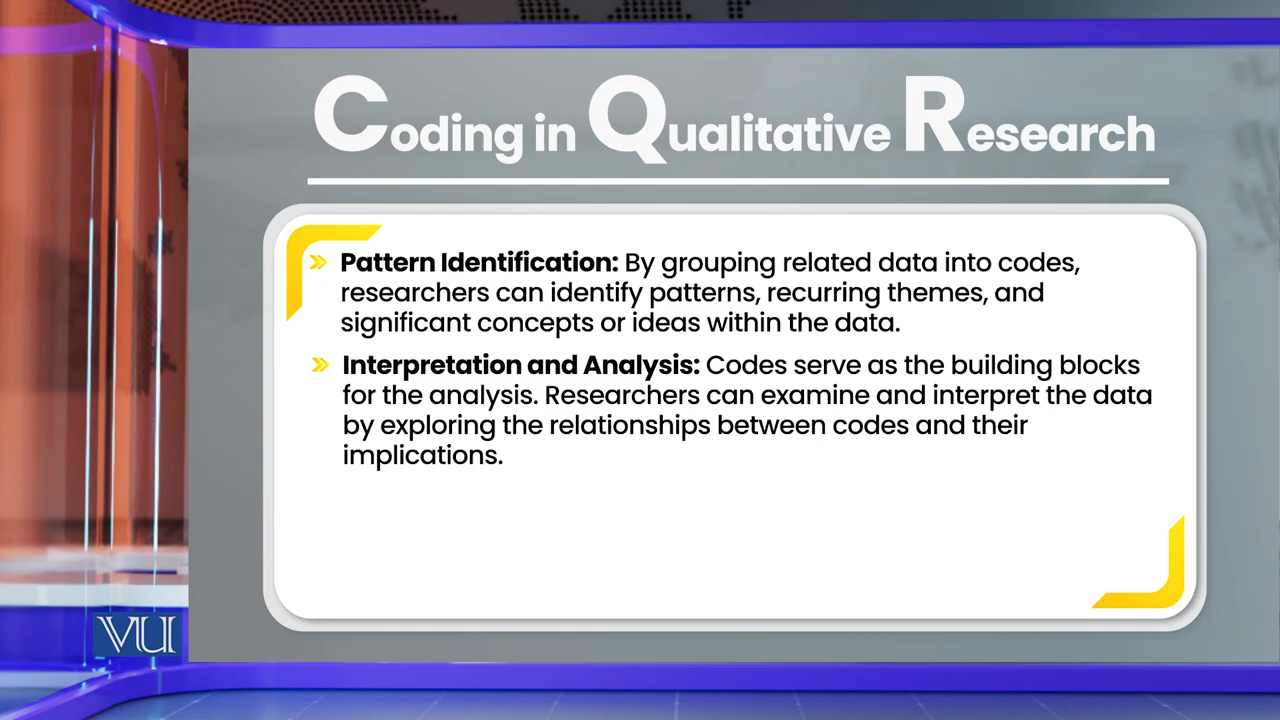 Coding in Qualitative Research
Pattern Identification: By grouping related data into codes,
researchers can identify patterns, recurring themes, and
significant concepts or ideas within the data.
Interpretation and Analysis: Codes serve as the building blocks
for the analysis. Researchers can examine and interpret the data
by exploring the relationships between codes and their
implications.
VU